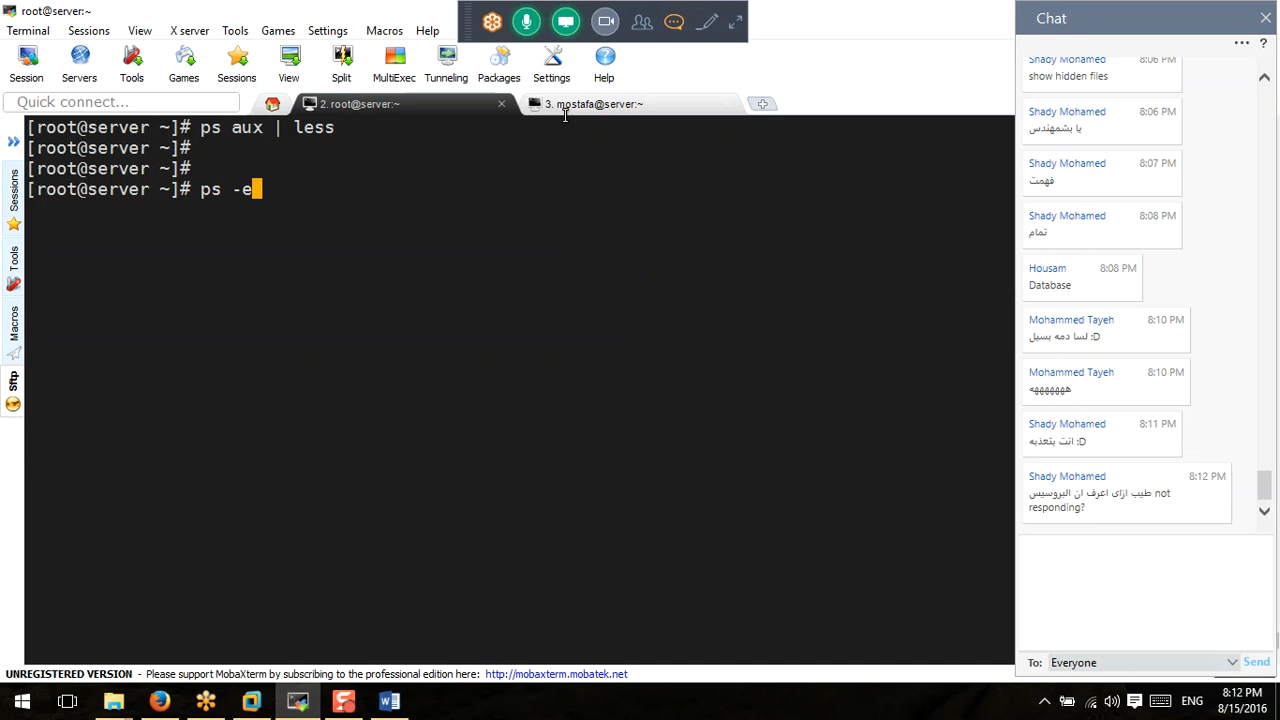 root@server:~
Terminal Sessions View X server Tools Games Settings Macros Help
Session Servers Tools Games Sessions View Split MultiExec Tunneling Packages Settings Help
Quick connect...
2. root@server:~
3. mostafa@server:~
[root@server ~]# ps aux | less
[root@server ~]#
[root@server ~]#
[root@server ~]# ps -e
Sessions
Tools
Macros
Sftp
Chat
Shady Mohamed 8:06 PM
show hidden files
Shady Mohamed 8:06 PM
يا بشمهندس
Shady Mohamed 8:07 PM
فهمت
Shady Mohamed 8:08 PM
تمام
Housam 8:08 PM
Database
Mohammed Tayeh 8:10 PM
لسا دمه بسيل :D
Mohammed Tayeh 8:10 PM
هههههههه
Shady Mohamed 8:11 PM
انت بتعذبه :D
Shady Mohamed 8:12 PM
طيب ازاى اعرف ان البروسيس not
responding?
To: Everyone Send
UNREGISTERED VERSION - Please support MobaXterm by subscribing to the professional edition here: http://mobaxterm.mobatek.net
ENG
8:12 PM
8/15/2016